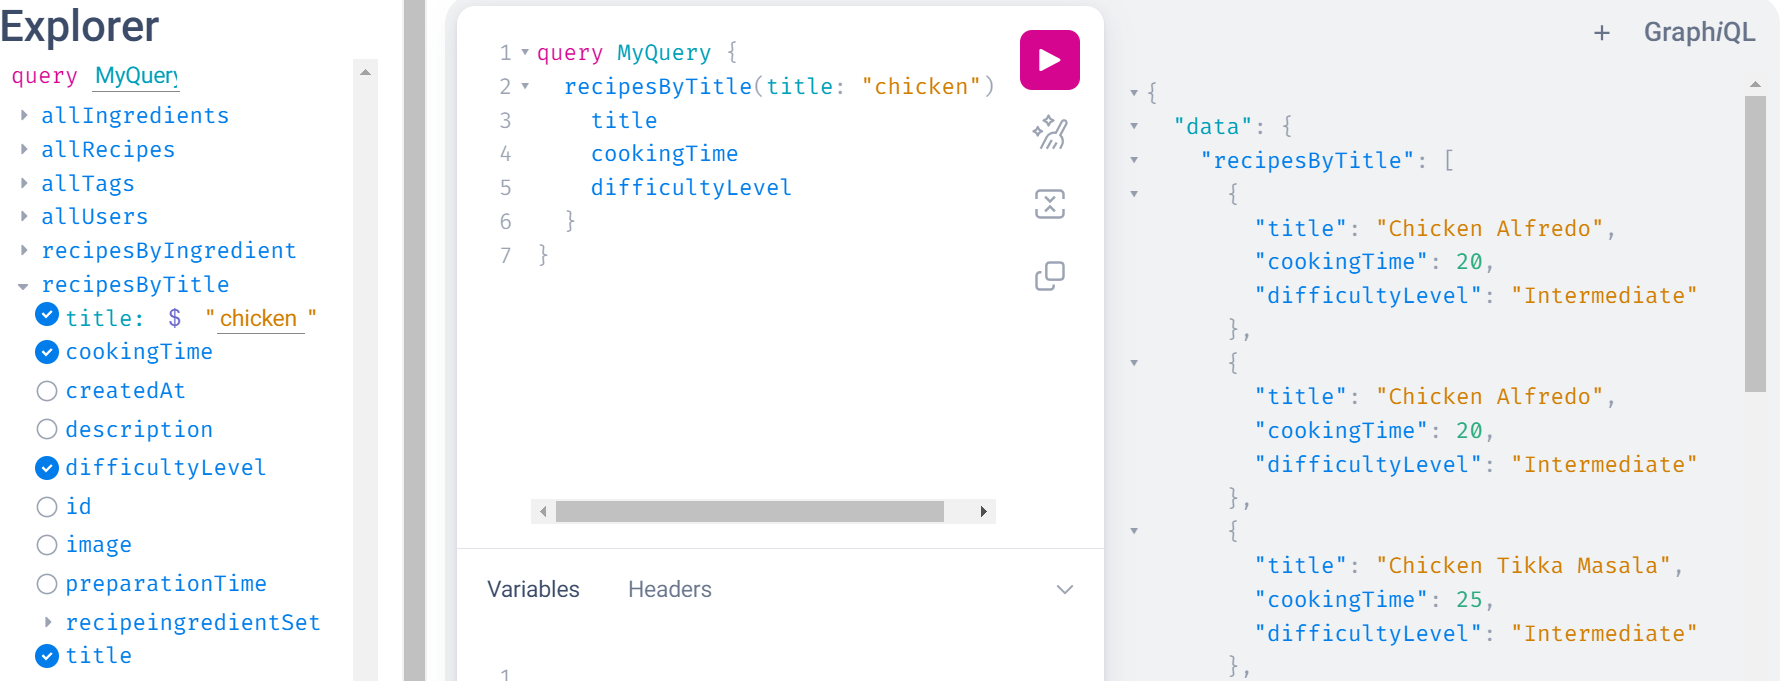 Explorer
query MyQuery
allIngredients
allRecipes
allTags
allUsers
recipesByIngredient
recipesByTitle
title: $ "chicken "
cookingTime
createdAt
description
difficultyLevel
id
image
preparationTime
recipeingredientSet
title
1 query MyQuery {
2 recipesByTitle(title: "chicken")
3 title
4 cookingTime
5 difficultyLevel
6 }
7 }
Variables Headers
1
+ GraphiQL
{
"data": {
"recipesByTitle": [
{
"title": "Chicken Alfredo",
"cookingTime": 20,
"difficultyLevel": "Intermediate"
},
{
"title": "Chicken Alfredo",
"cookingTime": 20,
"difficultyLevel": "Intermediate"
},
{
"title": "Chicken Tikka Masala",
"cookingTime": 25,
"difficultyLevel": "Intermediate"
},